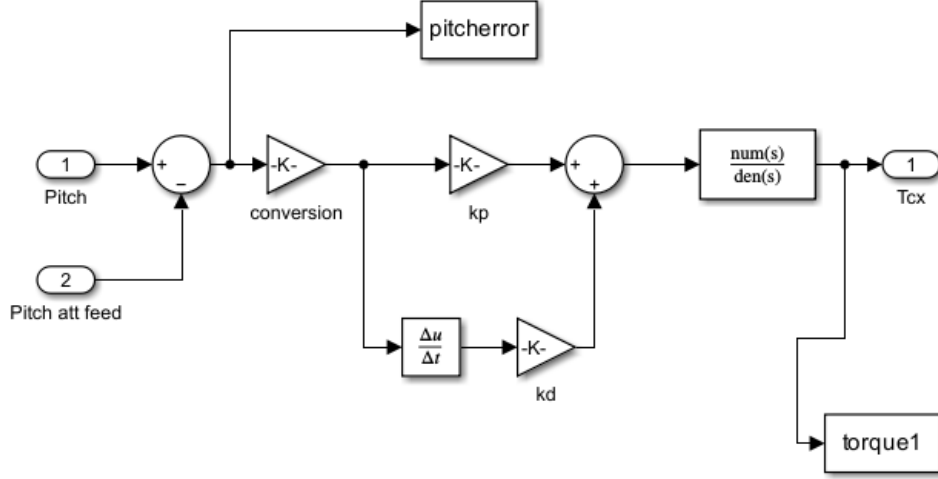 pitcherror
1
Pitch
+
−
-K-
conversion
-K-
kp
+
+
num(s)
den(s)
1
Tcx
2
Pitch att feed
Δu
Δt
-K-
kd
torque1